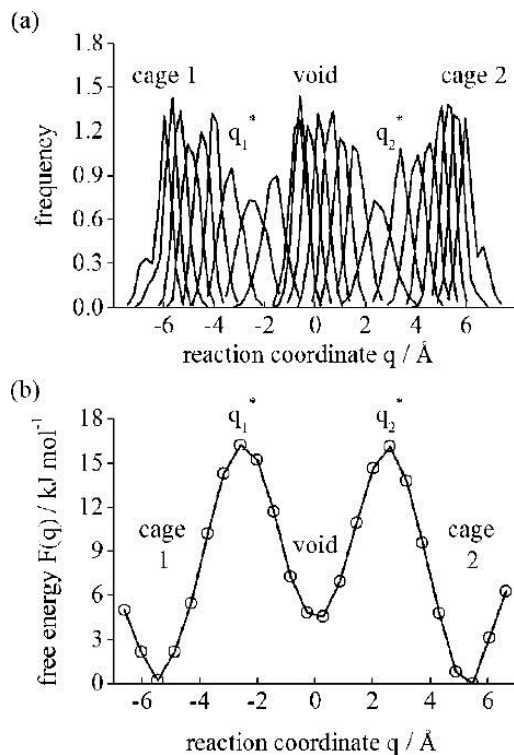 (a)
1.8
1.5
1.2
0.9
0.6
0.3
0.0
frequency
cage 1
void
cage 2
q1*
q2*
-6 -4 -2 0 2 4 6
reaction coordinate q / Å
(b)
q1*
q2*
18
15
12
9
6
3
0
free energy F(q) / kJ mol-1
cage
1
void
cage
2
-6 -4 -2 0 2 4 6
reaction coordinate q / Å